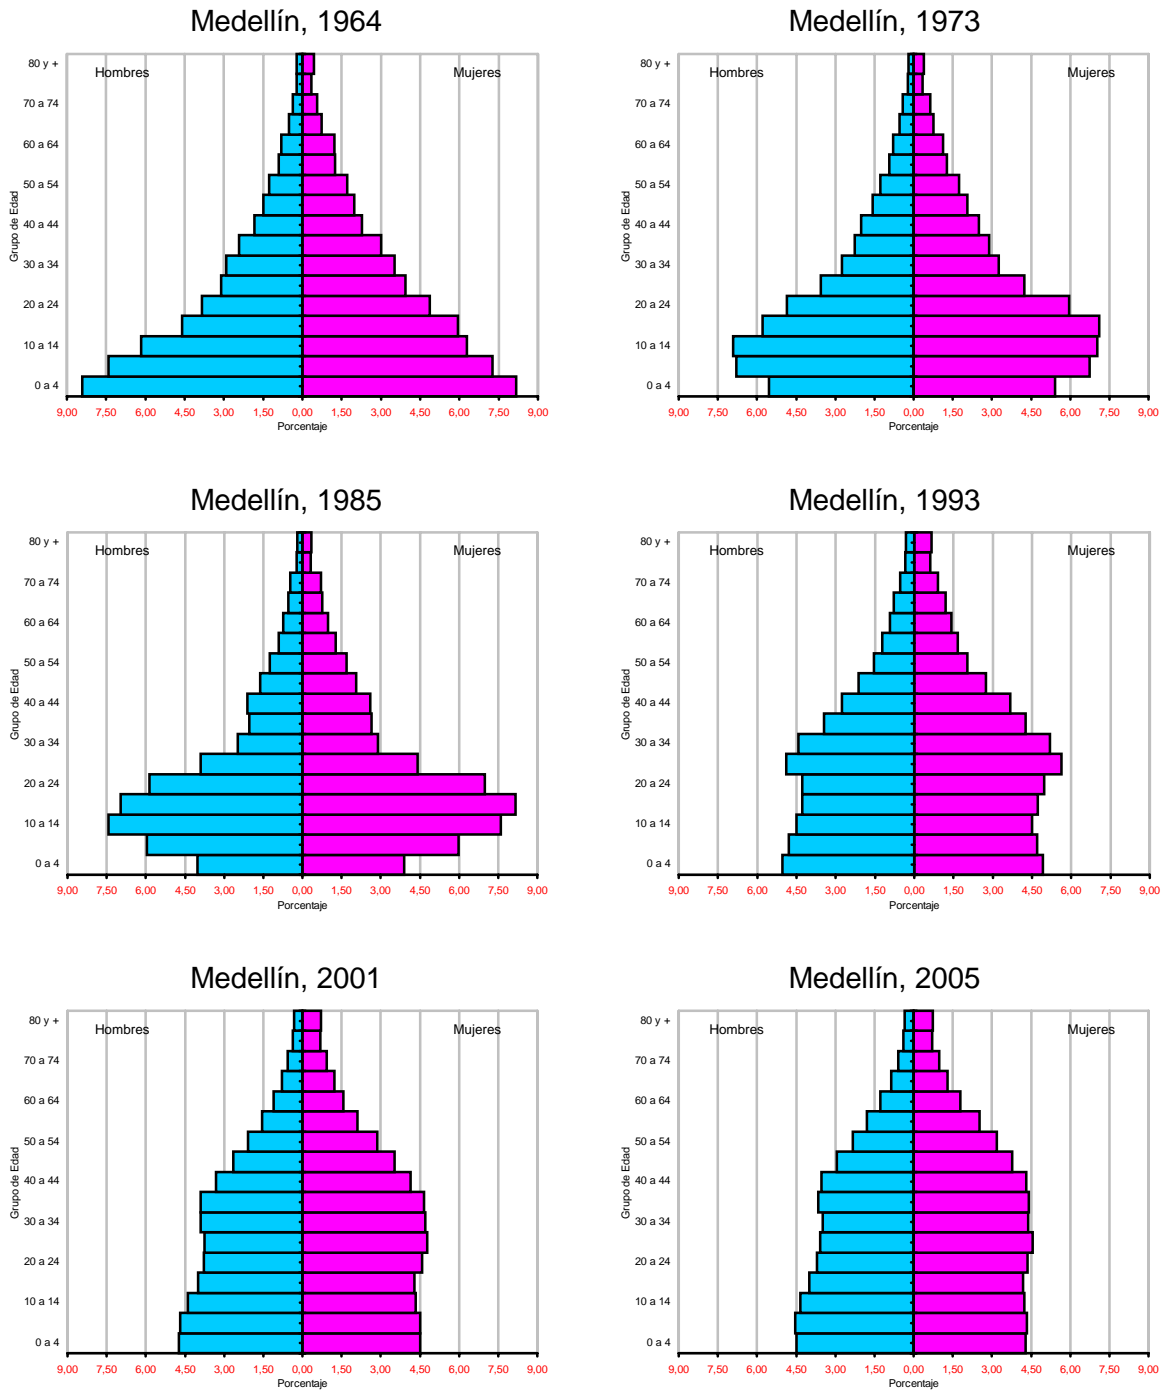 Medellín, 1964
Hombres
Mujeres
Grupo de Edad
80 y +
70 a 74
60 a 64
50 a 54
40 a 44
30 a 34
20 a 24
10 a 14
0 a 4
9,00 7,50 6,00 4,50 3,00 1,50 0,00 1,50 3,00 4,50 6,00 7,50 9,00
Porcentaje
Medellín, 1973
Hombres
Mujeres
Grupo de Edad
80 y +
70 a 74
60 a 64
50 a 54
40 a 44
30 a 34
20 a 24
10 a 14
0 a 4
9,00 7,50 6,00 4,50 3,00 1,50 0,00 1,50 3,00 4,50 6,00 7,50 9,00
Porcentaje
Medellín, 1985
Hombres
Mujeres
Grupo de Edad
80 y +
70 a 74
60 a 64
50 a 54
40 a 44
30 a 34
20 a 24
10 a 14
0 a 4
9,00 7,50 6,00 4,50 3,00 1,50 0,00 1,50 3,00 4,50 6,00 7,50 9,00
Porcentaje
Medellín, 1993
Hombres
Mujeres
Grupo de Edad
80 y +
70 a 74
60 a 64
50 a 54
40 a 44
30 a 34
20 a 24
10 a 14
0 a 4
9,00 7,50 6,00 4,50 3,00 1,50 0,00 1,50 3,00 4,50 6,00 7,50 9,00
Porcentaje
Medellín, 2001
Hombres
Mujeres
Grupo de Edad
80 y +
70 a 74
60 a 64
50 a 54
40 a 44
30 a 34
20 a 24
10 a 14
0 a 4
9,00 7,50 6,00 4,50 3,00 1,50 0,00 1,50 3,00 4,50 6,00 7,50 9,00
Porcentaje
Medellín, 2005
Hombres
Mujeres
Grupo de Edad
80 y +
70 a 74
60 a 64
50 a 54
40 a 44
30 a 34
20 a 24
10 a 14
0 a 4
9,00 7,50 6,00 4,50 3,00 1,50 0,00 1,50 3,00 4,50 6,00 7,50 9,00
Porcentaje